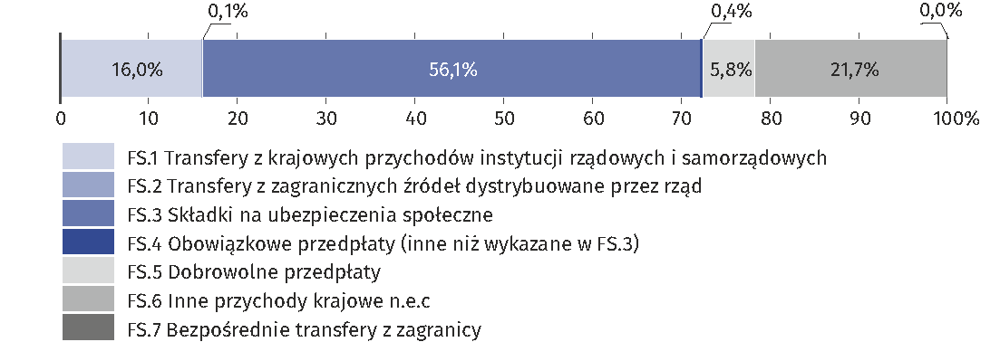 0,1% 0,4% 0,0%
16,0% 56,1% 5,8% 21,7%
0 10 20 30 40 50 60 70 80 90 100%
FS.1 Transfery z krajowych przychodów instytucji rządowych i samorządowych
FS.2 Transfery z zagranicznych źródeł dystrybuowane przez rząd
FS.3 Składki na ubezpieczenia społeczne
FS.4 Obowiązkowe przedpłaty (inne niż wykazane w FS.3)
FS.5 Dobrowolne przedpłaty
FS.6 Inne przychody krajowe n.e.c
FS.7 Bezpośrednie transfery z zagranicy